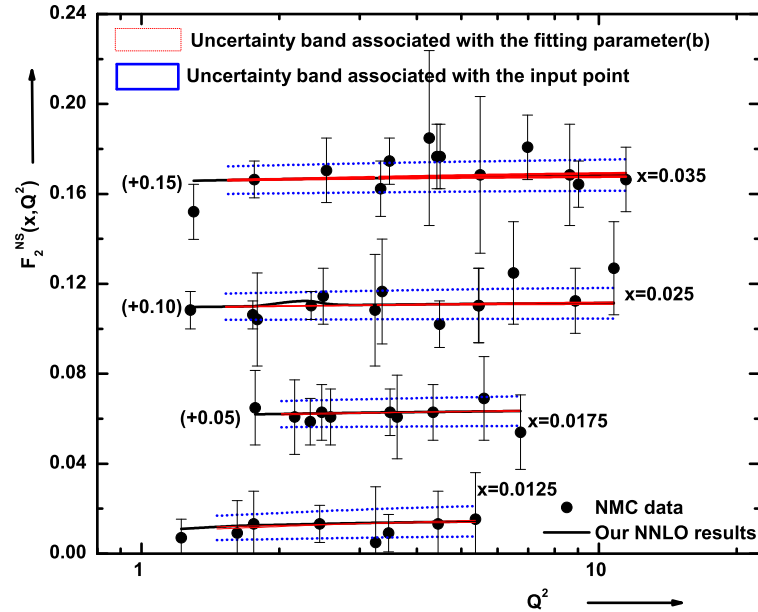 0.24
Uncertainty band associated with the fitting parameter(b)
Uncertainty band associated with the input point
0.20
(+0.15)
x=0.035
0.16
F₂^NS(x,Q²)
0.12
(+0.10)
x=0.025
0.08
(+0.05)
x=0.0175
0.04
x=0.0125
NMC data
Our NNLO results
0.00
1
10
Q²